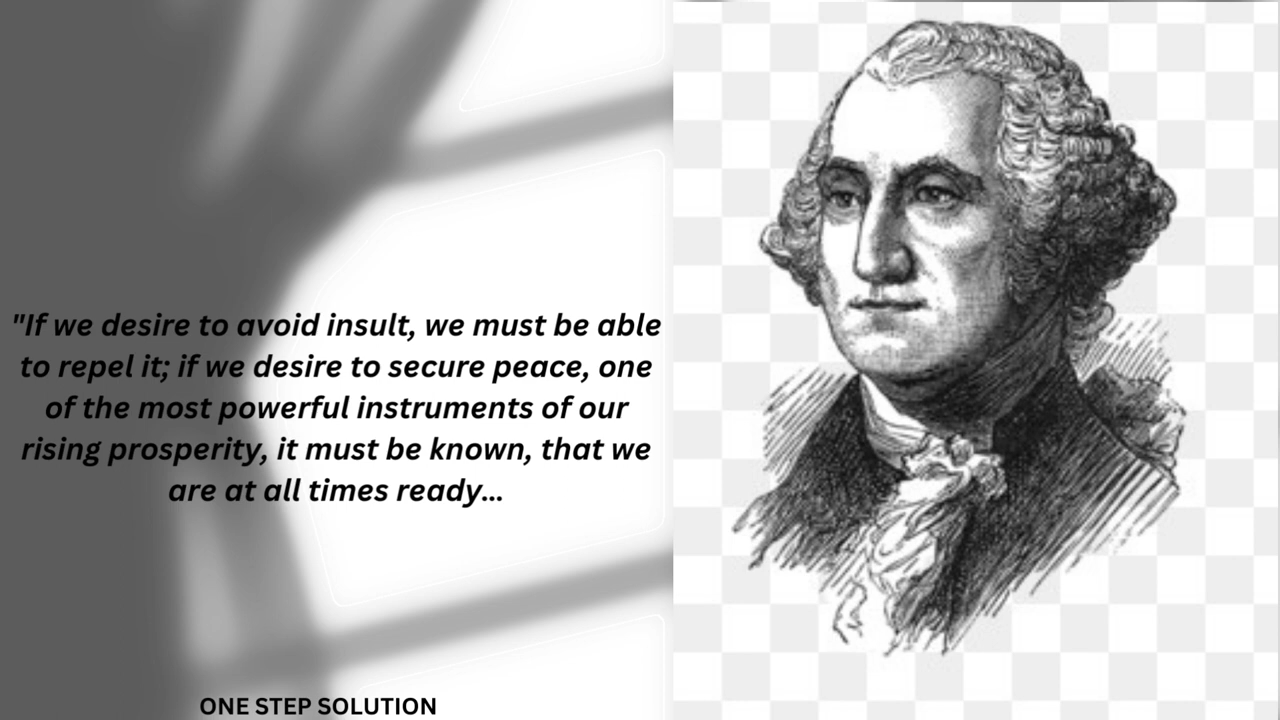 "If we desire to avoid insult, we must be able
to repel it; if we desire to secure peace, one
of the most powerful instruments of our
rising prosperity, it must be known, that we
are at all times ready...
ONE STEP SOLUTION